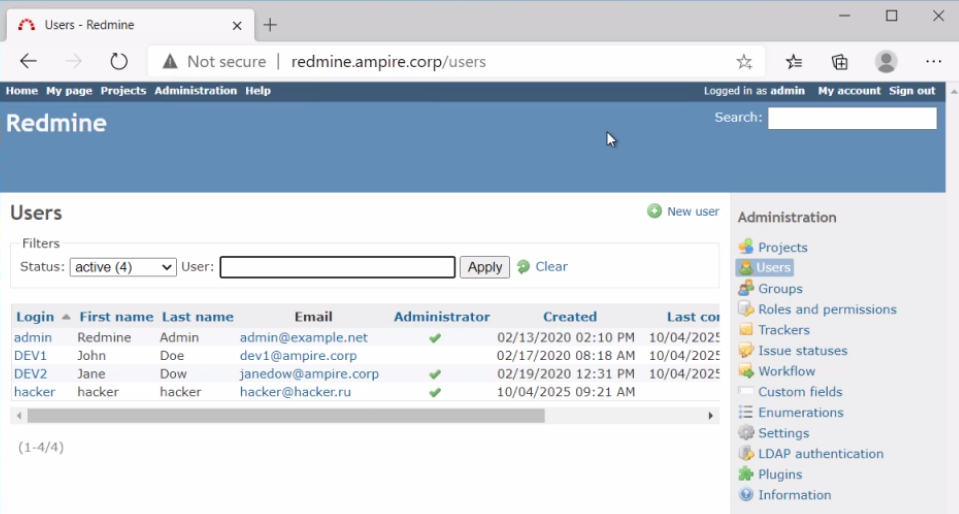 Users - Redmine
Not secure | redmine.ampire.corp/users
Home My page Projects Administration Help
Logged in as admin My account Sign out
Redmine
Search:
Users
New user
Filters
Status: active (4) User: Apply Clear
Login First name Last name Email Administrator Created Last cor
admin Redmine Admin admin@example.net 02/13/2020 02:10 PM 10/04/2025
DEV1 John Doe dev1@ampire.corp 02/17/2020 08:18 AM 10/04/2025
DEV2 Jane Dow janedow@ampire.corp 02/19/2020 12:31 PM 10/04/2025
hacker hacker hacker hacker@hacker.ru 10/04/2025 09:21 AM
(1-4/4)
Administration
Projects
Users
Groups
Roles and permissions
Trackers
Issue statuses
Workflow
Custom fields
Enumerations
Settings
LDAP authentication
Plugins
Information